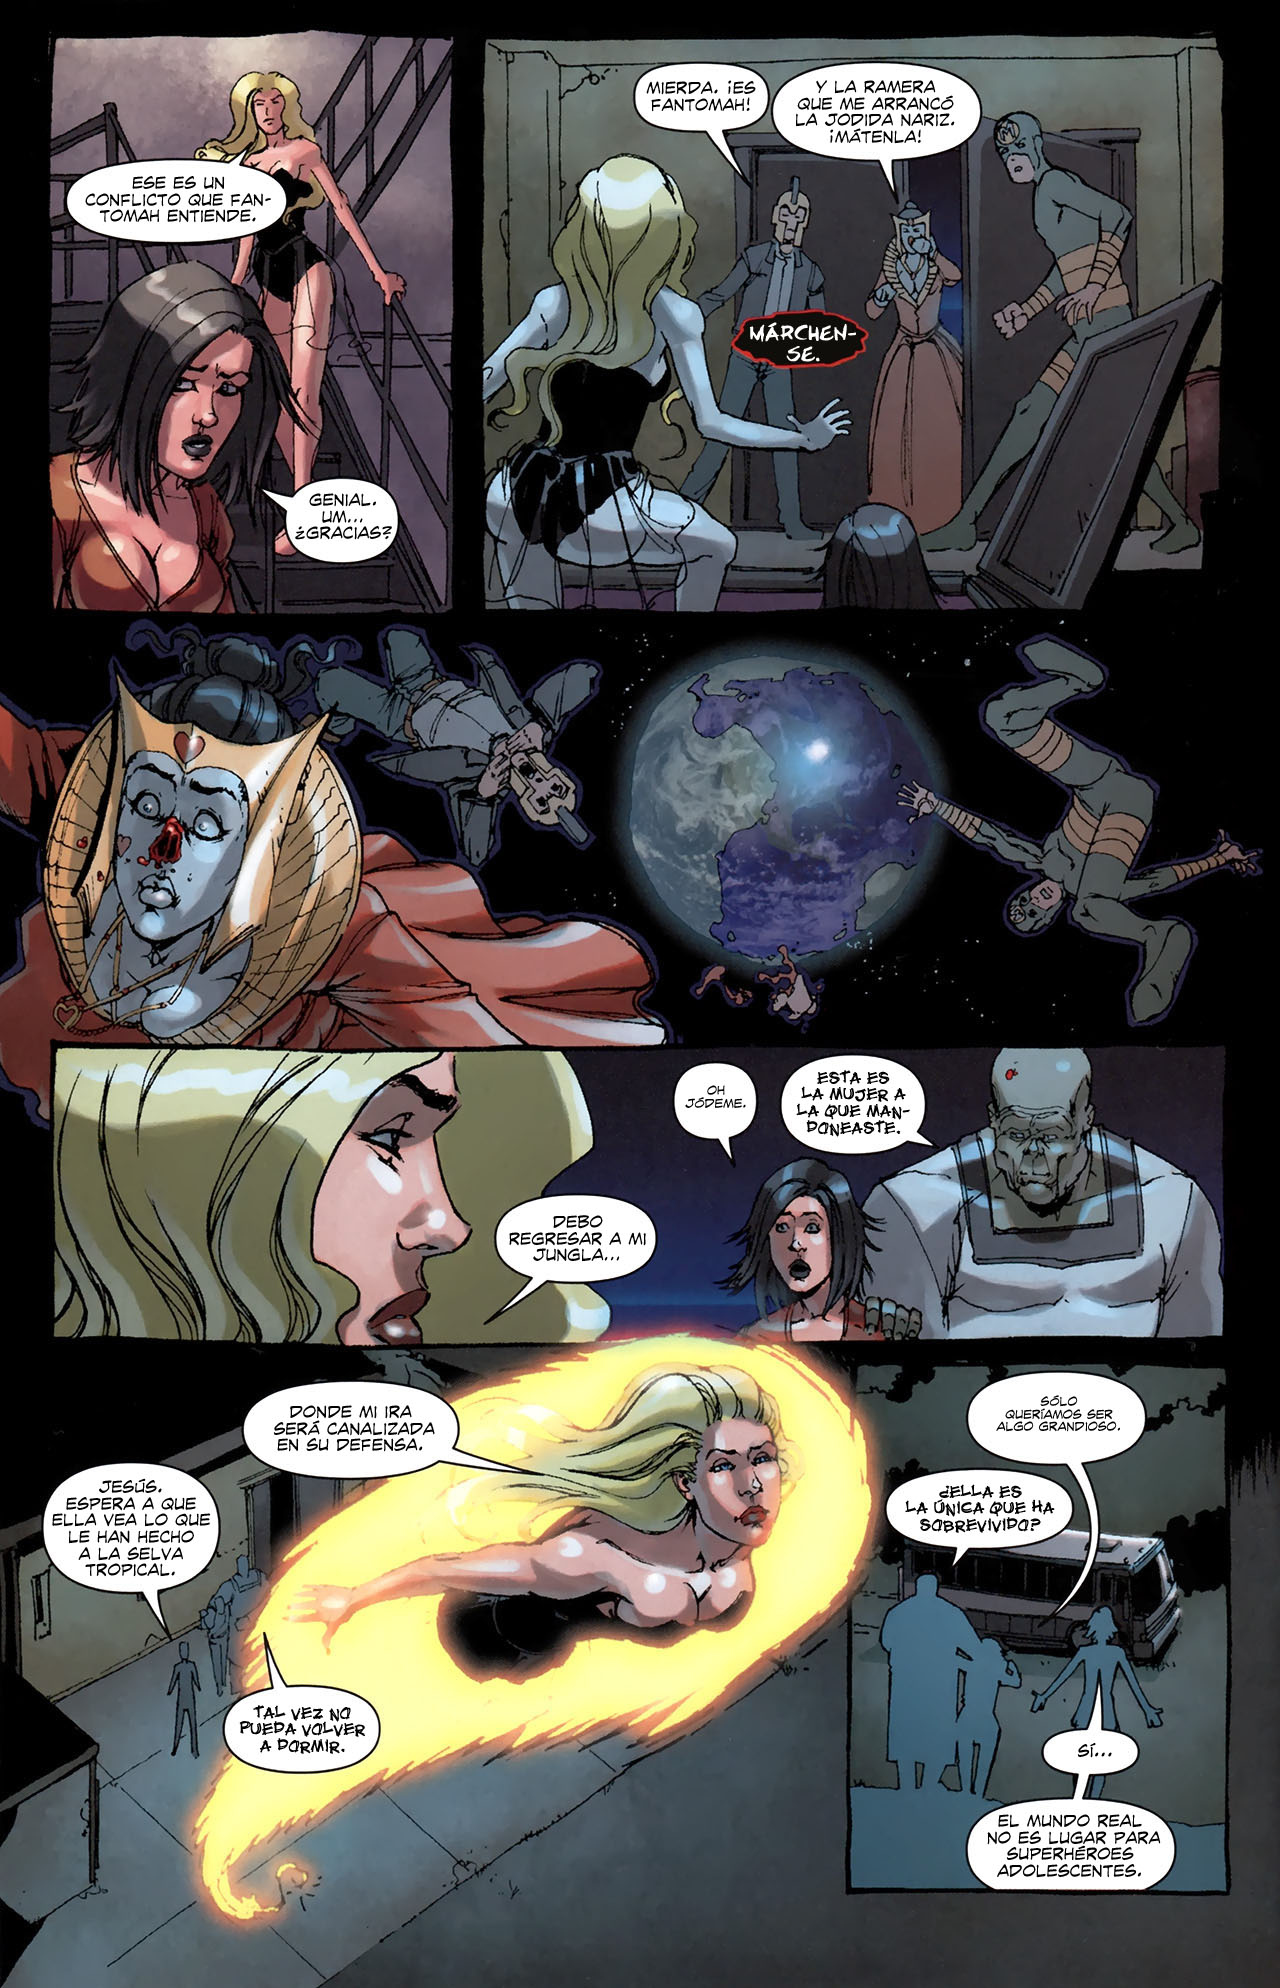 ESE ES UN
CONFLICTO QUE FAN-
TOMAH ENTIENDE.
GENIAL.
UM...
¿GRACIAS?
MIERDA. ¡ES
FANTOMAH!
Y LA RAMERA
QUE ME ARRANCÓ
LA JODIDA NARIZ.
¡MÁTENLA!
M
MÁRCHEN-
SE.
DEBO
REGRESAR A MI
JUNGLA...
OH
JÓDEME.
ESTA ES
LA MUJER A
LA QUE MAN-
DONEASTE.
DONDE MI IRA
SERÁ CANALIZADA
EN SU DEFENSA.
JESÚS.
ESPERA A QUE
ELLA VEA LO QUE
LE HAN HECHO
A LA SELVA
TROPICAL.
TAL VEZ NO
PUEDA VOLVER
A DORMIR.
SÓLO
QUERÍAMOS SER
ALGO GRANDIOSO.
¿ELLA ES
LA ÚNICA QUE HA
SOBREVIVIDO?
SÍ...
EL MUNDO REAL
NO ES LUGAR PARA
SUPERHÉROES
ADOLESCENTES.